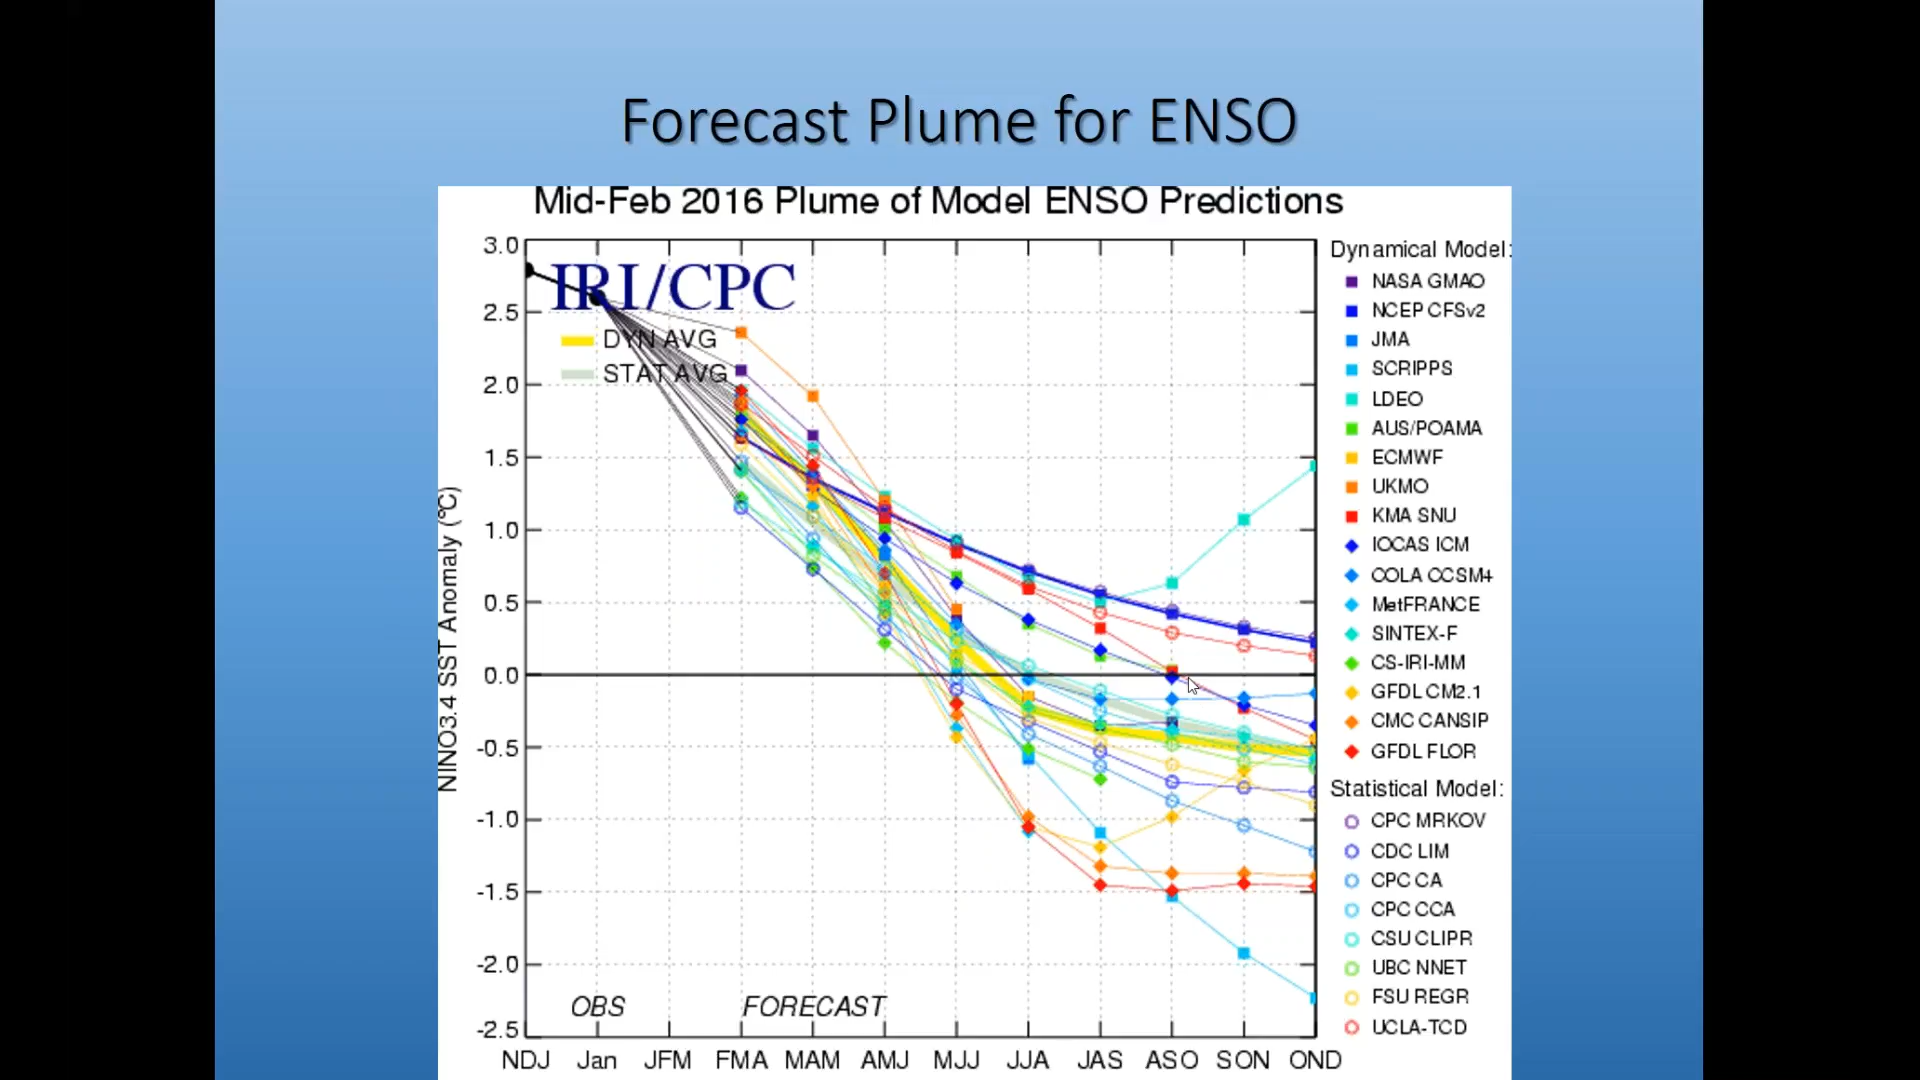 Forecast Plume for ENSO
Mid-Feb 2016 Plume of Model ENSO Predictions
IRI/CPC
DYN AVG
STAT AVG
NINO3.4 SST Anomaly (ºC)
3.0
2.5
2.0
1.5
1.0
0.5
0.0
-0.5
-1.0
-1.5
-2.0
-2.5
OBS FORECAST
NDJ Jan JFM FMA MAM AMJ MJJ JJA JAS ASO SON OND
Dynamical Model:
NASA GMAO
NCEP CFSv2
JMA
SCRIPPS
LDEO
AUS/POAMA
ECMWF
UKMO
KMA SNU
IOCAS ICM
COLA CCSM4
MetFRANCE
SINTEX-F
CS-IRI-MM
GFDL CM2.1
CMC CANSIP
GFDL FLOR
Statistical Model:
CPC MRKOV
CDC LIM
CPC CA
CPC CCA
CSU CLIPR
UBC NNET
FSU REGR
UCLA-TCD